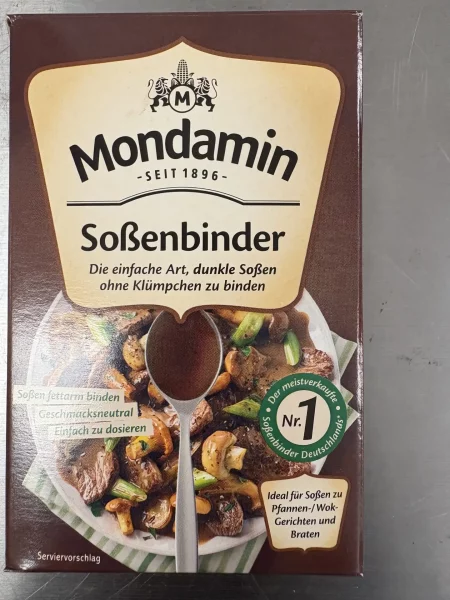 M
Mondamin
-SEIT 1896-
Soßenbinder
Die einfache Art, dunkle Soßen
ohne Klümpchen zu binden
Soßen fettarm binden
Geschmacksneutral
Einfach zu dosieren
Der meistverkaufte
Nr. 1
Soßenbinder Deutschlands*
Ideal für Soßen zu
Pfannen-/Wok-
Gerichten und
Braten
Serviervorschlag